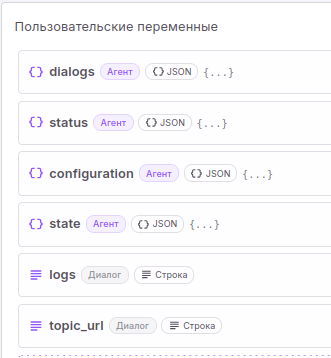 Пользовательские переменные
{} dialogs Агент {} JSON {...}
{} status Агент {} JSON {...}
{} configuration Агент {} JSON {...}
{} state Агент {} JSON {...}
logs Диалог Строка
topic_url Диалог Строка